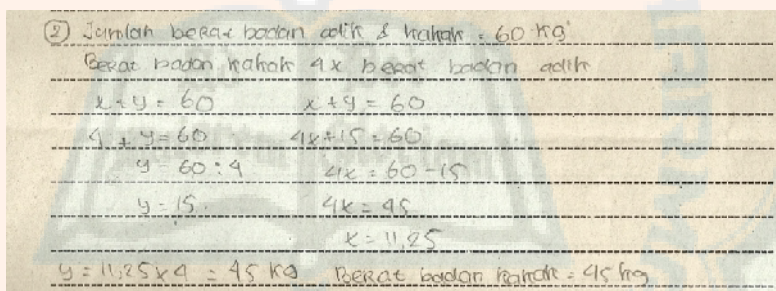 ② Jumlah berat badan adik & kakak = 60 kg
Berat badan kakak 4x berat badan adik
x + y = 60 x + y = 60
4 + y = 60 4x + 15 = 60
y = 60 : 4 4x = 60 - 15
y = 15. 4x = 45
x = 11,25
y = 11,25 x 4 = 45 kg Berat badan kakak = 45 kg